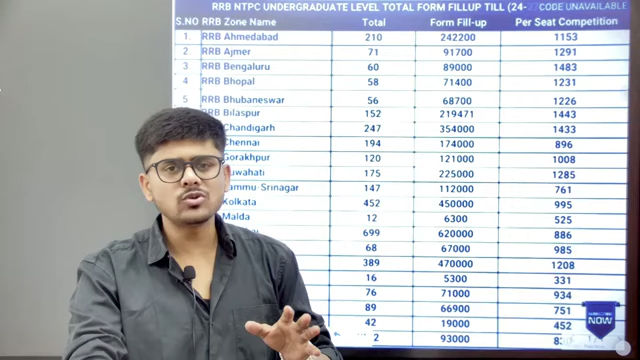 RRB NTPC UNDERGRADUATE LEVEL TOTAL FORM FILLUP TILL (24- CODE UNAVAILABLE
S.NO RRB Zone Name Total Form Fill-up Per Seat Competition
1. RRB Ahmedabad 210 242200 1153
2. RRB Ajmer 71 91700 1291
3. RRB Bengaluru 60 89000 1483
4. RRB Bhopal 58 71400 1231
5 RRB Bhubaneswar 56 68700 1226
RRB Bilaspur 152 219471 1443
Chandigarh 247 354000 1433
194 174000 896
Gorakhpur 120 121000 1008
175 225000 1285
Srinagar 147 112000 761
Kolkata 452 450000 995
Malda 12 6300 525
699 620000 886
68 67000 985
389 470000 1208
16 5300 331
76 71000 934
89 66900 751
42 19000 452
2 93000
NOW